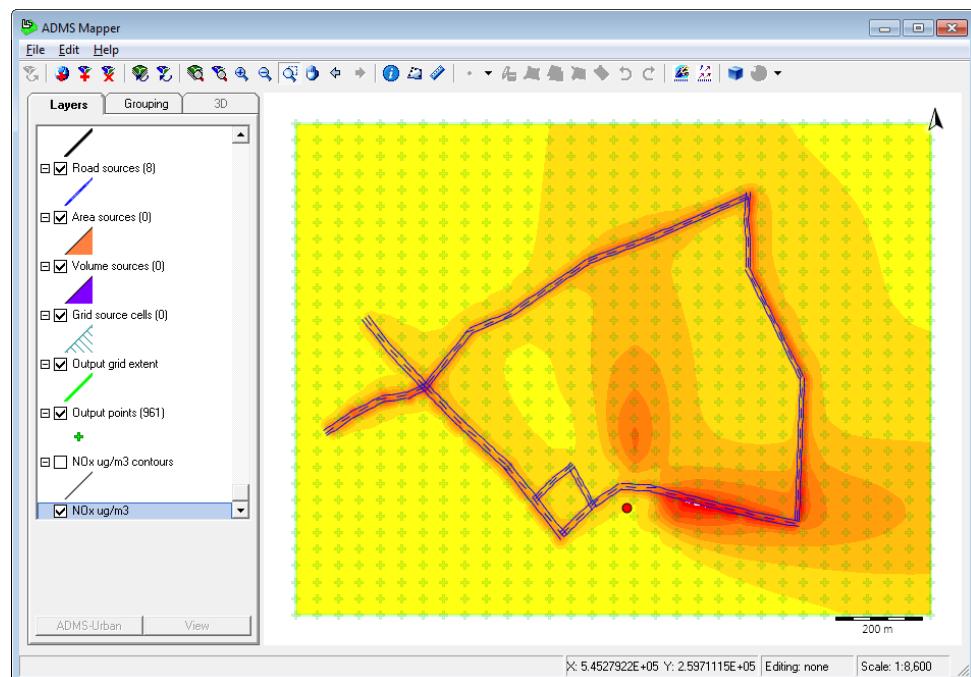 ADMS Mapper
File Edit Help
Layers Grouping 3D
Road sources (8)
Area sources (0)
Volume sources (0)
Grid source cells (0)
Output grid extent
Output points (961)
NOx ug/m3 contours
NOx ug/m3
ADMS-Urban View
200 m
X: 5.4527922E+05 Y: 2.5971115E+05 Editing: none Scale: 1:8,600